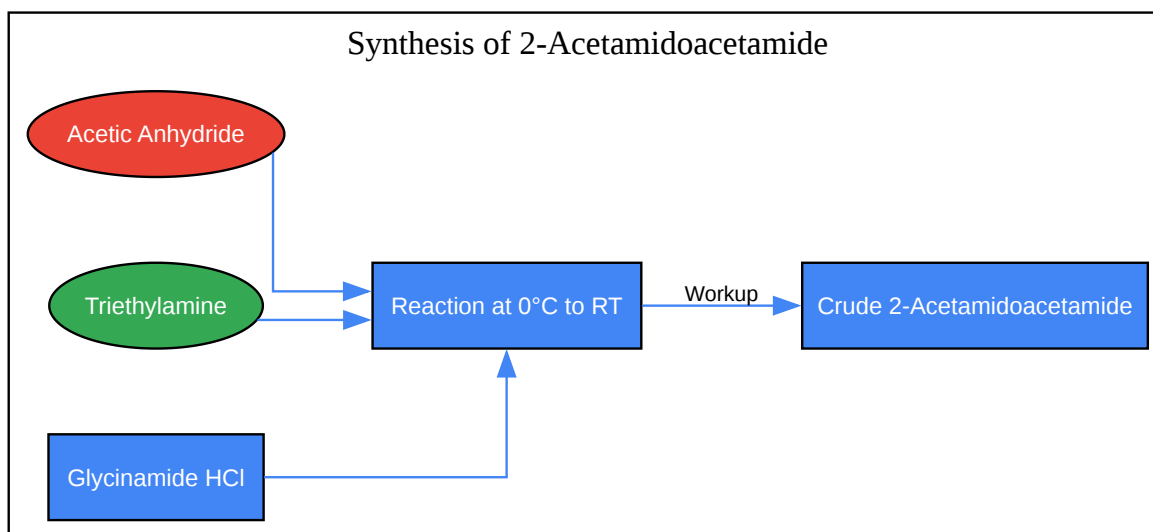 Synthesis of 2-Acetamidoacetamide
Acetic Anhydride
Triethylamine
Reaction at 0°C to RT
Workup
Crude 2-Acetamidoacetamide
Glycinamide HCl